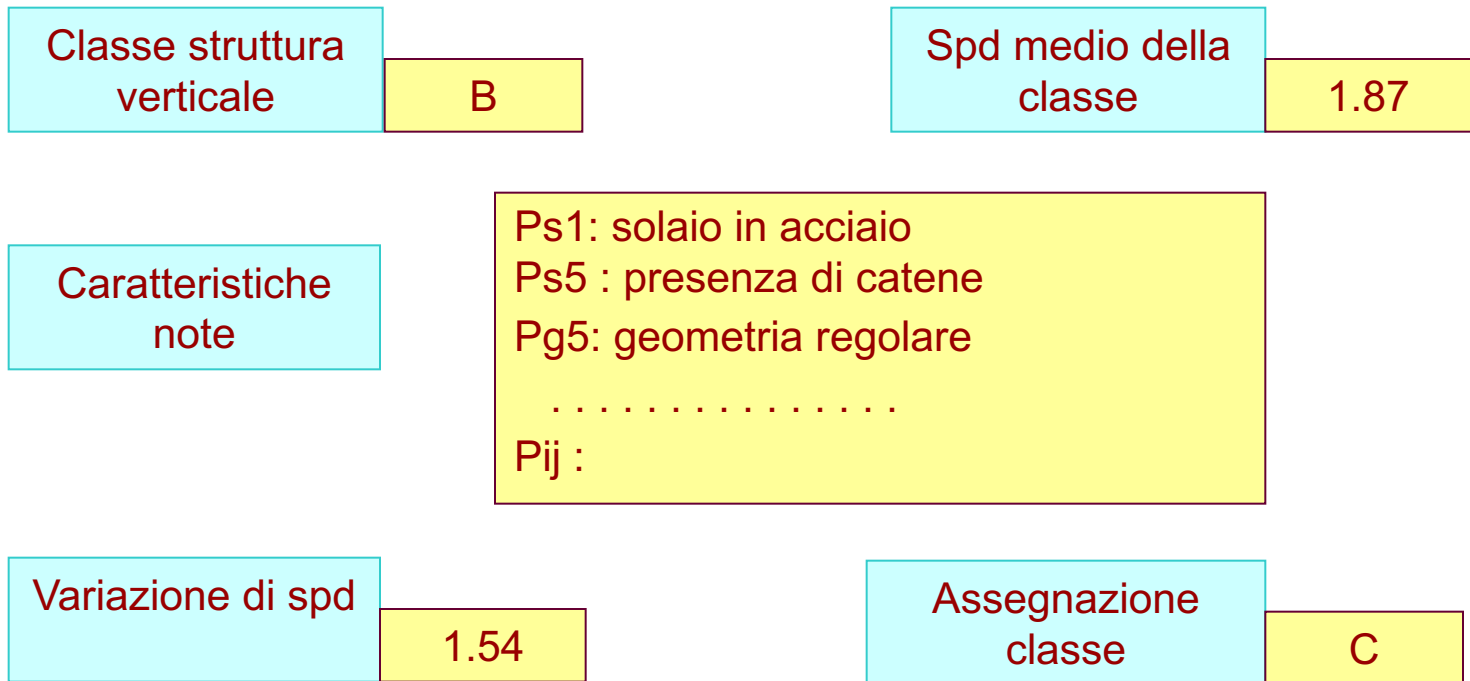 Classe struttura
verticale
B
Spd medio della
classe
1.87
Caratteristiche
note
Ps1: solaio in acciaio
Ps5 : presenza di catene
Pg5: geometria regolare
. . . . . . . . . . . . . . .
Pij :
Variazione di spd
1.54
Assegnazione
classe
C